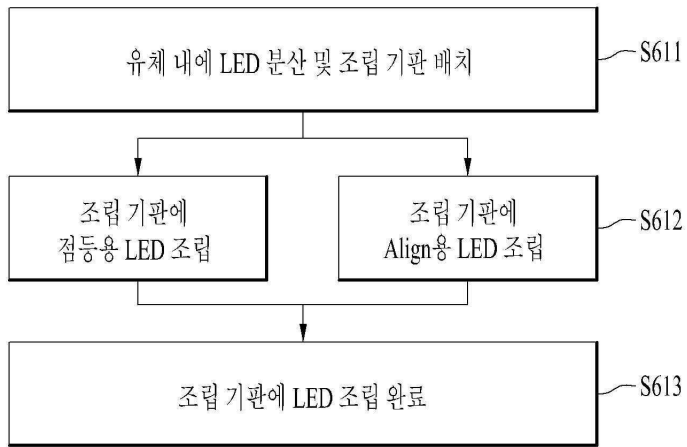 유체 내에 LED 분산 및 조립 기판 배치
S611
조립 기판에
점등용 LED 조립
조립 기판에
Align용 LED 조립
S612
조립 기판에 LED 조립 완료
S613